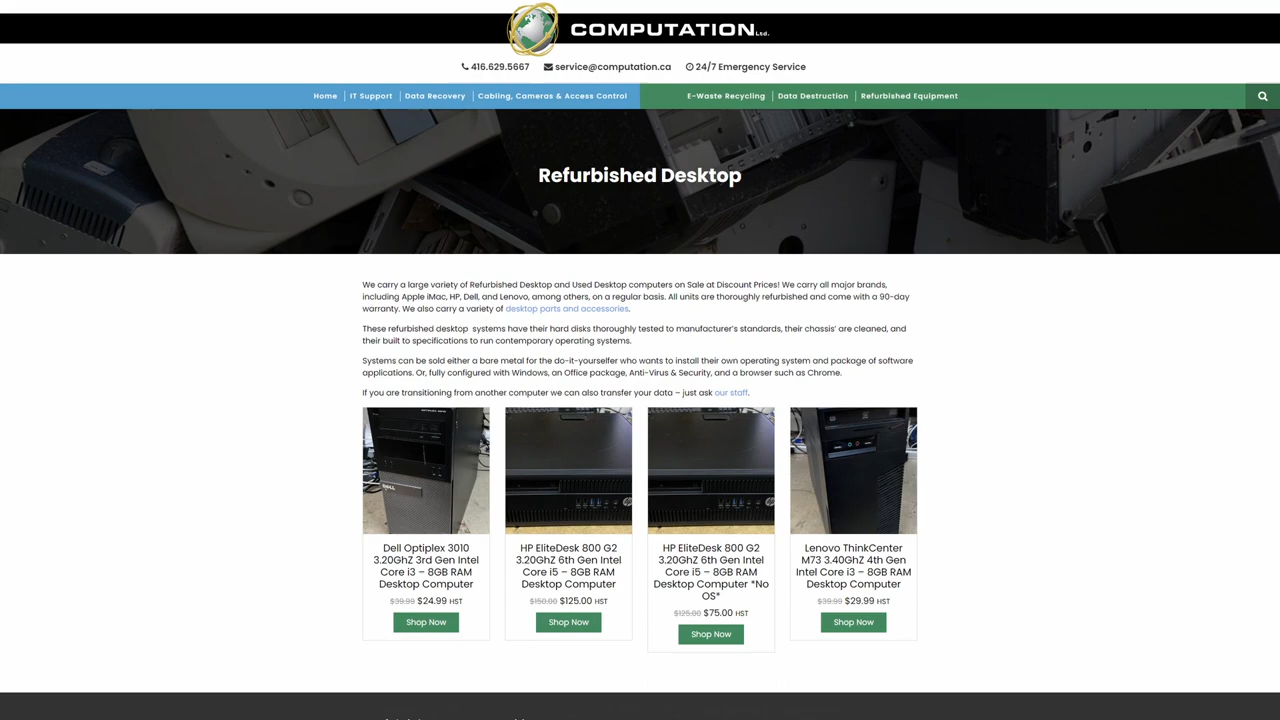 COMPUTATION Ltd.
416.629.5667 service@computation.ca 24/7 Emergency Service
Home IT Support Data Recovery Cabling, Cameras & Access Control E-Waste Recycling Data Destruction Refurbished Equipment
Refurbished Desktop
We carry a large variety of Refurbished Desktop and Used Desktop computers on Sale at Discount Prices! We carry all major brands,
including Apple iMac, HP, Dell, and Lenovo, among others, on a regular basis. All units are thoroughly refurbished and come with a 90-day
warranty. We also carry a variety of desktop parts and accessories.
These refurbished desktop systems have their hard disks thoroughly tested to manufacturer's standards, their chassis' are cleaned, and
their built to specifications to run contemporary operating systems.
Systems can be sold either a bare metal for the do-it-yourselfer who wants to install their own operating system and package of software
applications. Or, fully configured with Windows, an Office package, Anti-Virus & Security, and a browser such as Chrome.
If you are transitioning from another computer we can also transfer your data – just ask our staff.
DELL
hp
Dell Optiplex 3010
3.20GhZ 3rd Gen Intel
Core i3 – 8GB RAM
Desktop Computer
$39.99 $24.99 HST
Shop Now
HP EliteDesk 800 G2
3.20GhZ 6th Gen Intel
Core i5 – 8GB RAM
Desktop Computer
$150.00 $125.00 HST
Shop Now
HP EliteDesk 800 G2
3.20GhZ 6th Gen Intel
Core i5 – 8GB RAM
Desktop Computer *No
OS*
$125.00 $75.00 HST
Shop Now
Lenovo ThinkCenter
M73 3.40GhZ 4th Gen
Intel Core i3 – 8GB RAM
Desktop Computer
$39.99 $29.99 HST
Shop Now